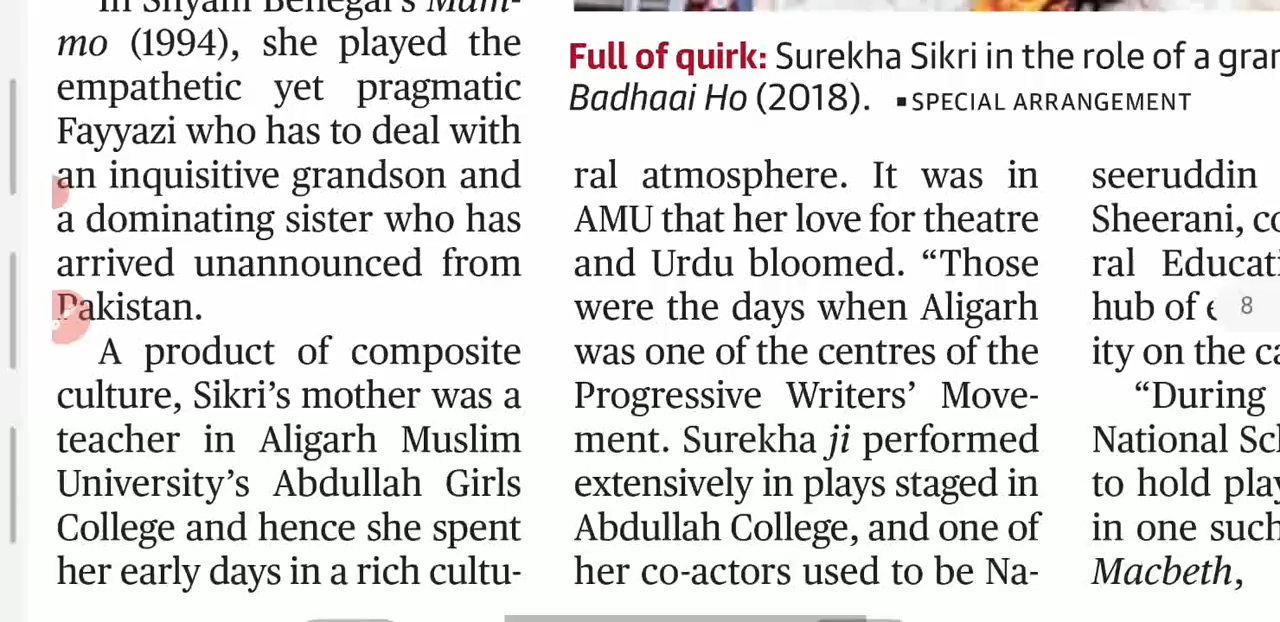 In Shyam Benegal's Mam-
mo (1994), she played the
empathetic yet pragmatic
Fayyazi who has to deal with
an inquisitive grandson and
a dominating sister who has
arrived unannounced from
Pakistan.
A product of composite
culture, Sikri's mother was a
teacher in Aligarh Muslim
University's Abdullah Girls
College and hence she spent
her early days in a rich cultu-
Full of quirk: Surekha Sikri in the role of a gran
Badhaai Ho (2018). ▪SPECIAL ARRANGEMENT
ral atmosphere. It was in
AMU that her love for theatre
and Urdu bloomed. “Those
were the days when Aligarh
was one of the centres of the
Progressive Writers’ Move-
ment. Surekha ji performed
extensively in plays staged in
Abdullah College, and one of
her co-actors used to be Na-
seeruddin
Sheerani, co
ral Educati
hub of e
ity on the ca
“During
National Scl
to hold play
in one such
Macbeth,
8